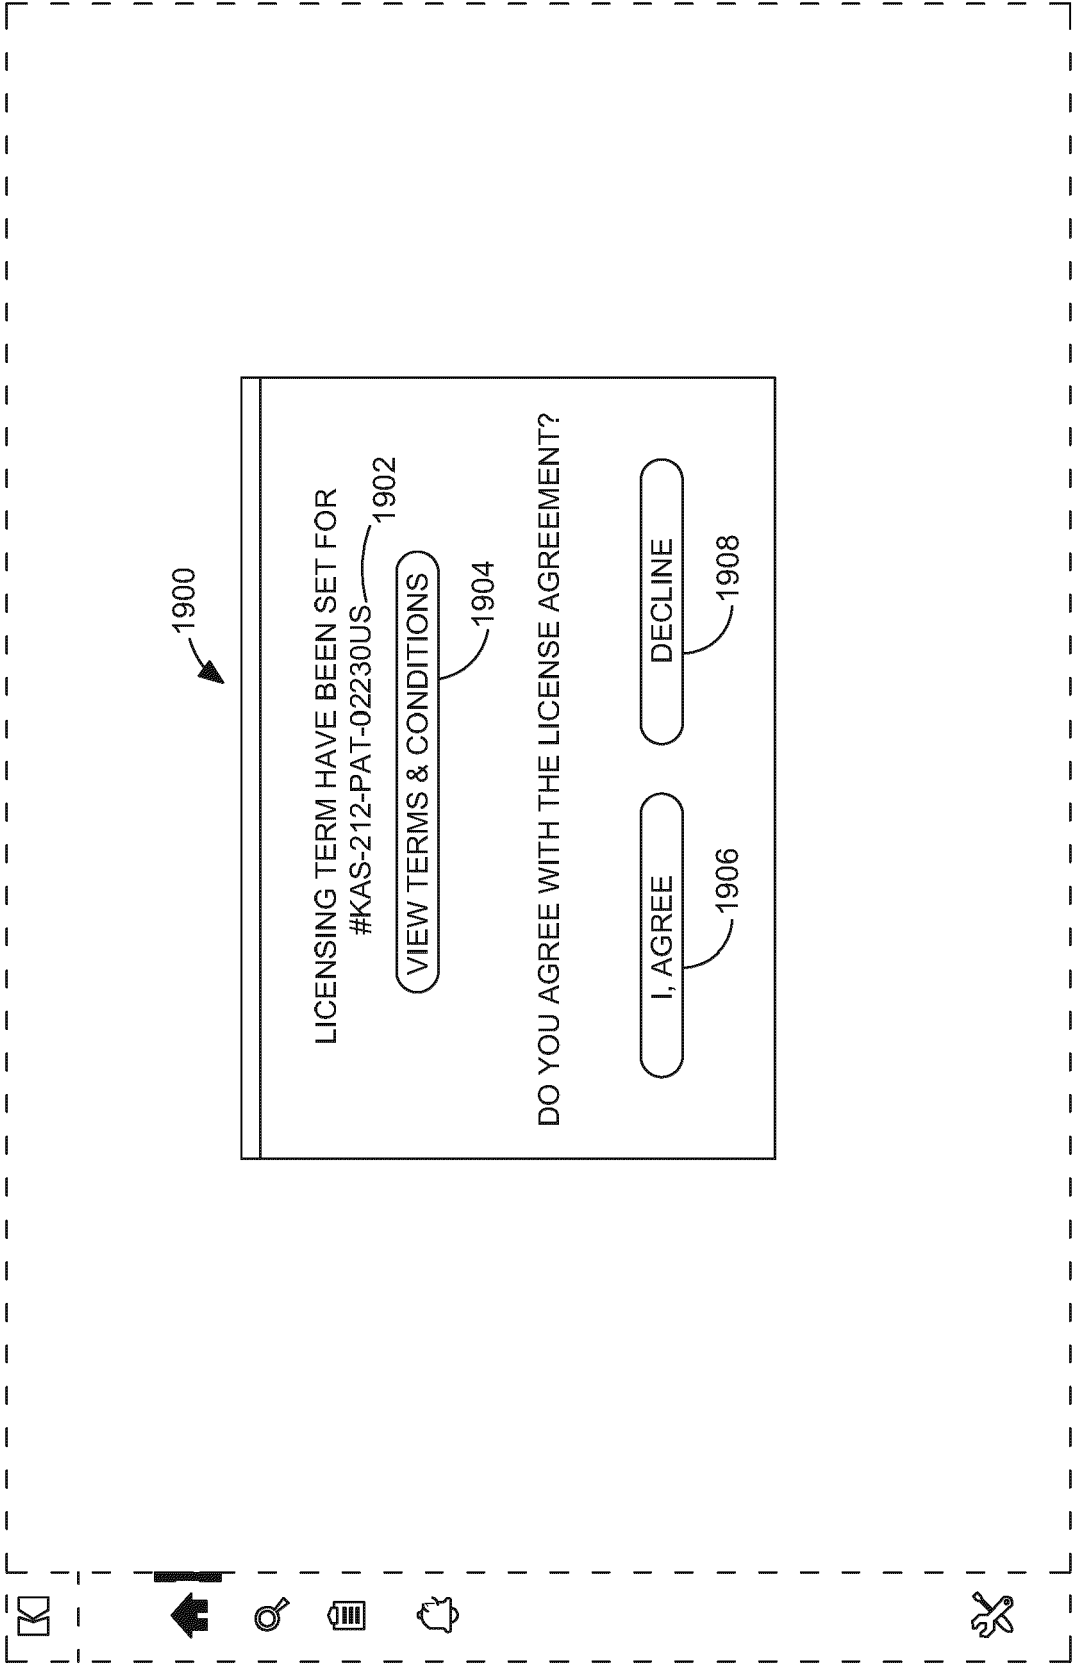 1900
LICENSING TERM HAVE BEEN SET FOR
#KAS-212-PAT-02230US
1902
VIEW TERMS & CONDITIONS
1904
DO YOU AGREE WITH THE LICENSE AGREEMENT?
I, AGREE
DECLINE
1906
1908